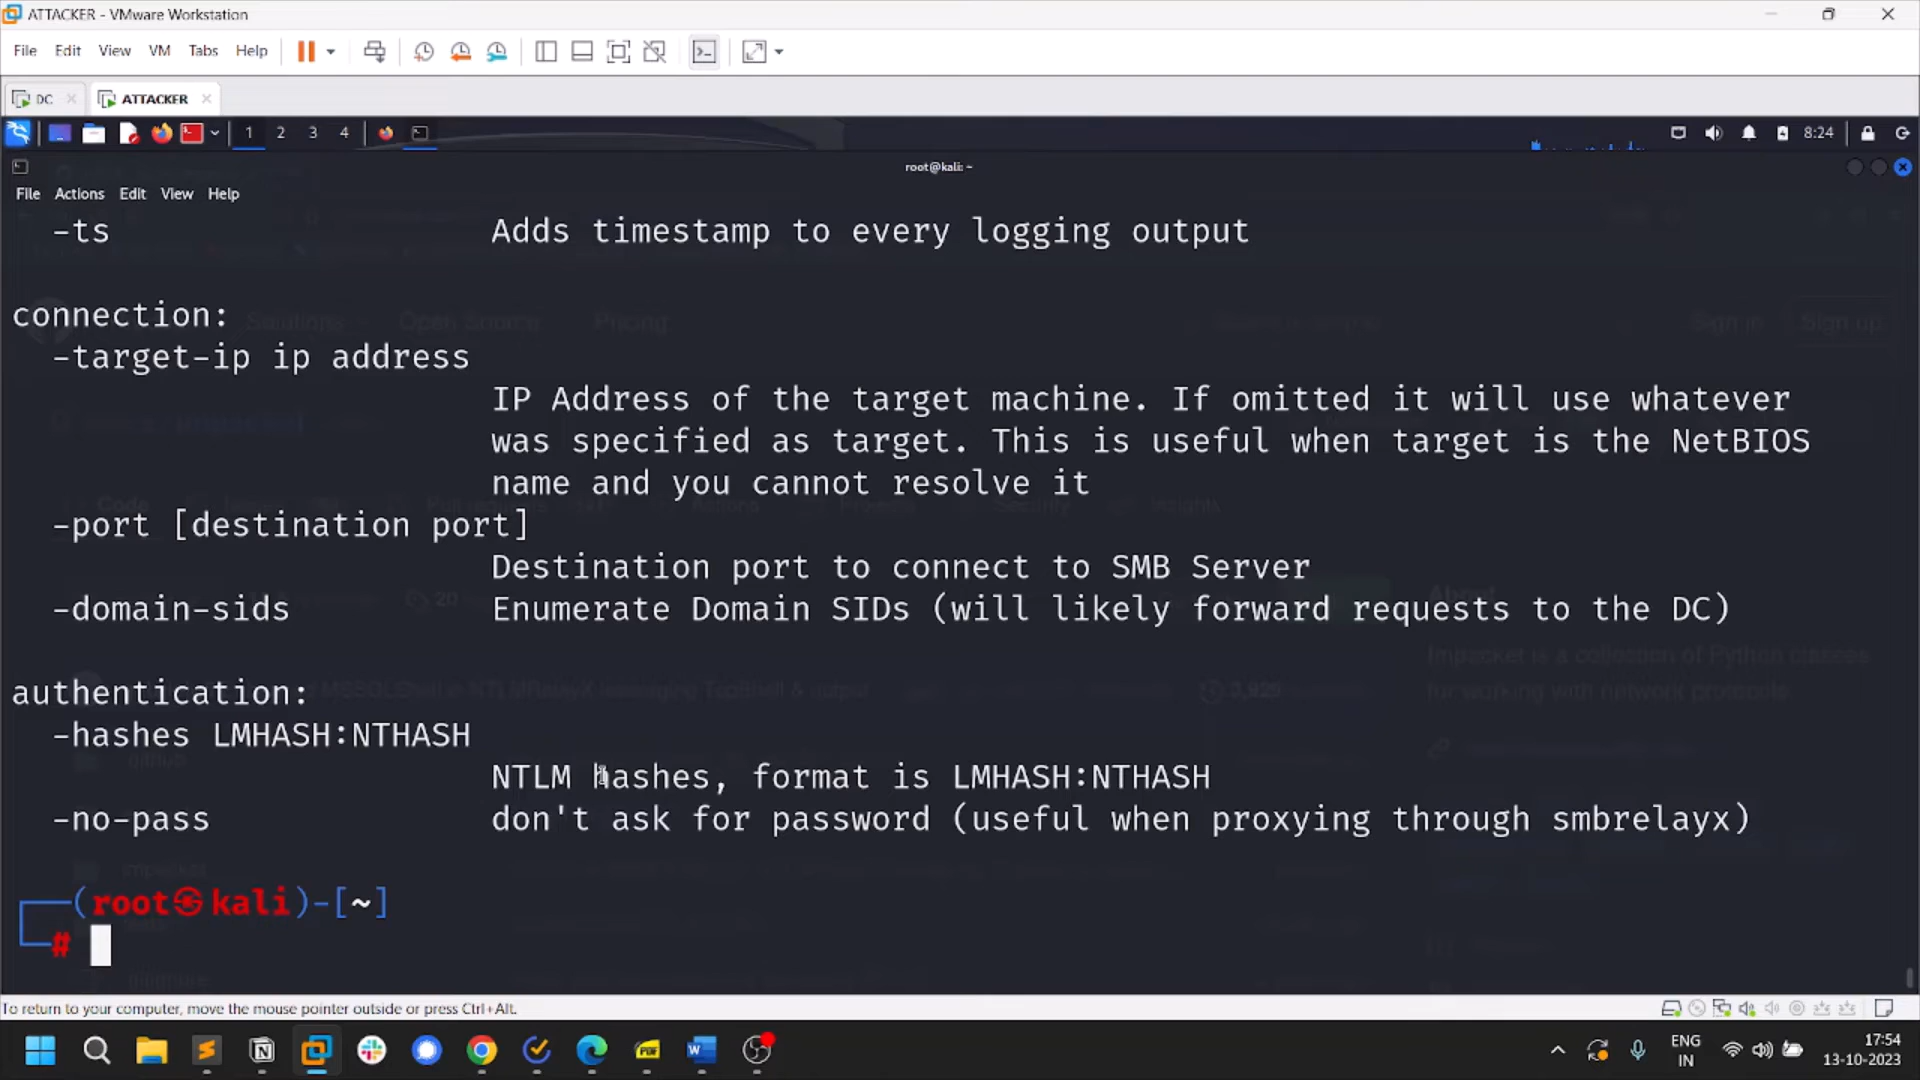 ATTACKER - VMware Workstation
File Edit View VM Tabs Help
DC ATTACKER
1 2 3 4 8:24
root@kali: ~
File Actions Edit View Help
-ts Adds timestamp to every logging output
connection:
-target-ip ip address
IP Address of the target machine. If omitted it will use whatever
was specified as target. This is useful when target is the NetBIOS
name and you cannot resolve it
-port [destination port]
Destination port to connect to SMB Server
-domain-sids Enumerate Domain SIDs (will likely forward requests to the DC)
authentication:
-hashes LMHASH:NTHASH
NTLM hashes, format is LMHASH:NTHASH
-no-pass don't ask for password (useful when proxying through smbrelayx)
(root㉿kali)-[~]
#
To return to your computer, move the mouse pointer outside or press Ctrl+Alt.
ENG 17:54
IN 13-10-2023